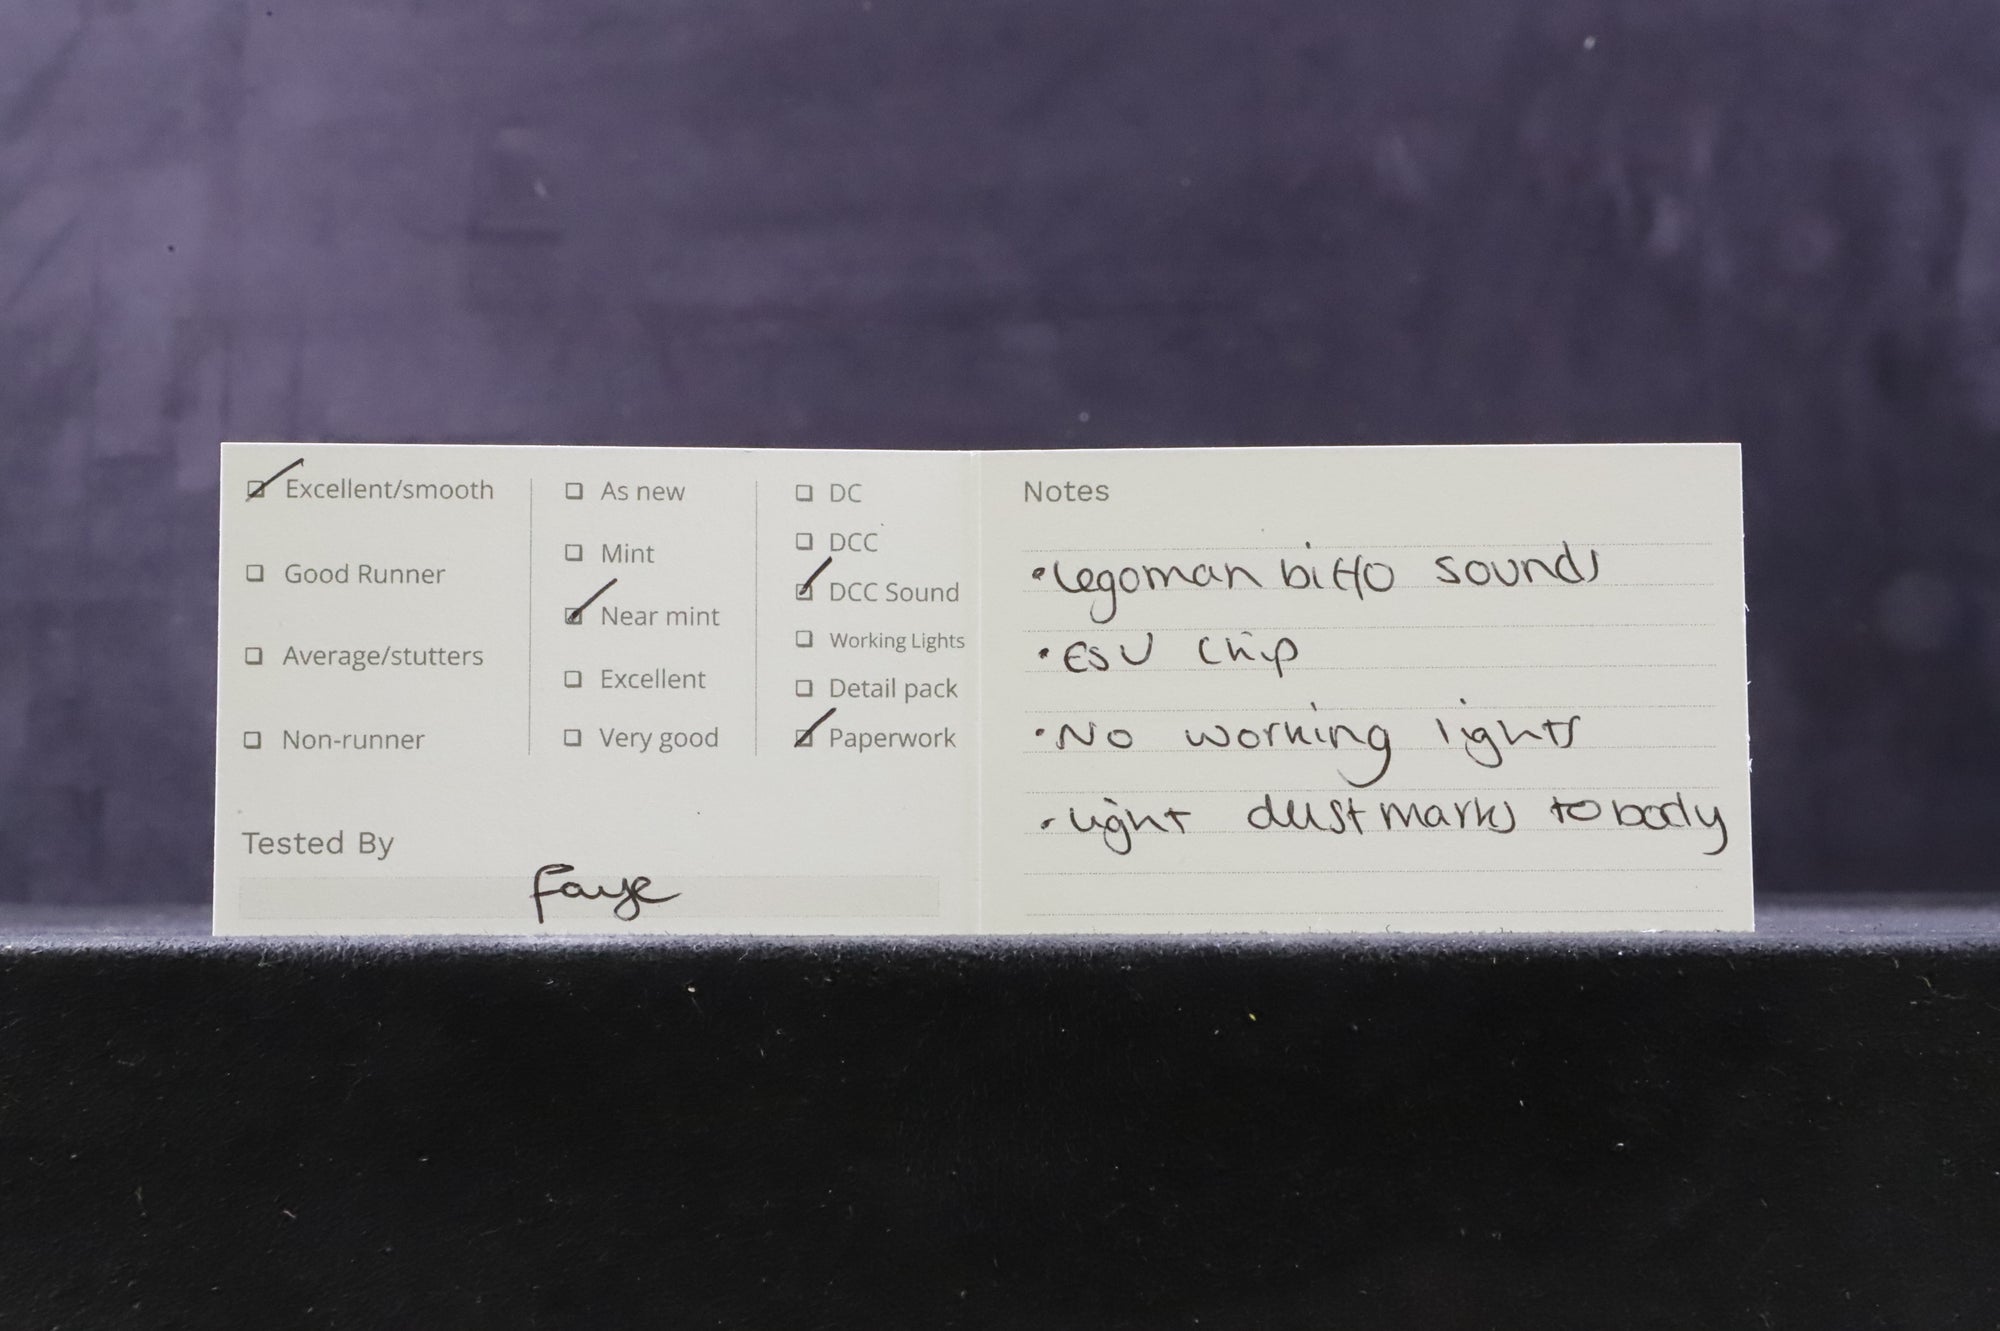 Excellent/smooth
Good Runner
Average/stutters
Non-runner
As new
Mint
Near mint
Excellent
Very good
DC
DCC
DCC Sound
Working Lights
Detail pack
Paperwork
Tested By
Faye
Notes
• Legoman biffo sounds
• ESU Chip
• No working lights
• Light dust marks to body